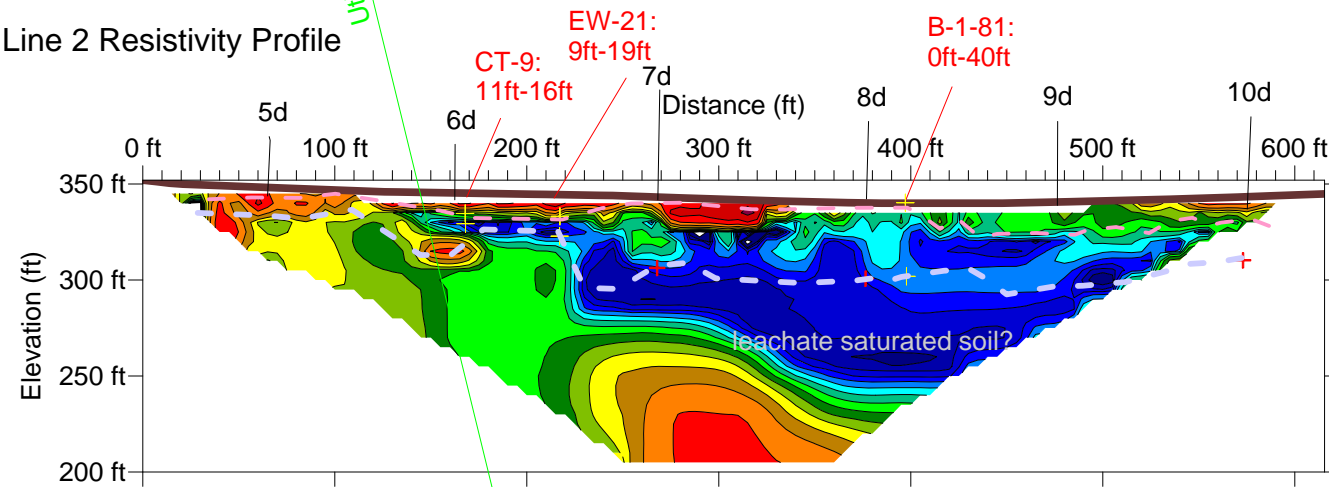 Line 2 Resistivity Profile
Ut
CT-9:
11ft-16ft
EW-21:
9ft-19ft
B-1-81:
0ft-40ft
5d
6d
7d
8d
9d
10d
Distance (ft)
0 ft
100 ft
200 ft
300 ft
400 ft
500 ft
600 ft
Elevation (ft)
350 ft
300 ft
250 ft
200 ft
leachate saturated soil?